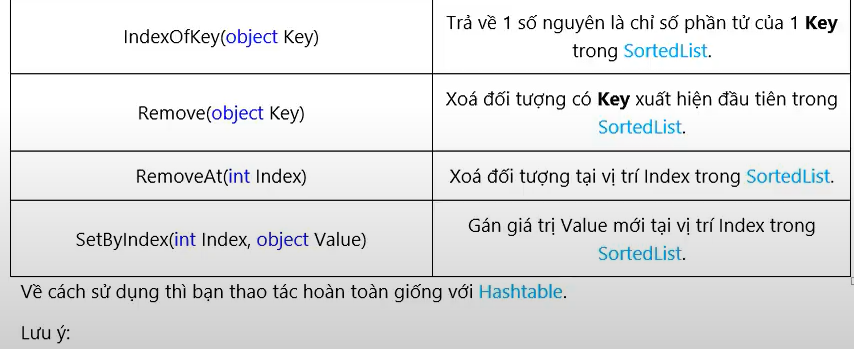 IndexOfKey(object Key)
Trả về 1 số nguyên là chỉ số phần tử của 1 Key
trong SortedList.
Remove(object Key)
Xoá đối tượng có Key xuất hiện đầu tiên trong
SortedList.
RemoveAt(int Index)
Xoá đối tượng tại vị trí Index trong SortedList.
SetByIndex(int Index, object Value)
Gán giá trị Value mới tại vị trí Index trong
SortedList.
Về cách sử dụng thì bạn thao tác hoàn toàn giống với Hashtable.
Lưu ý: